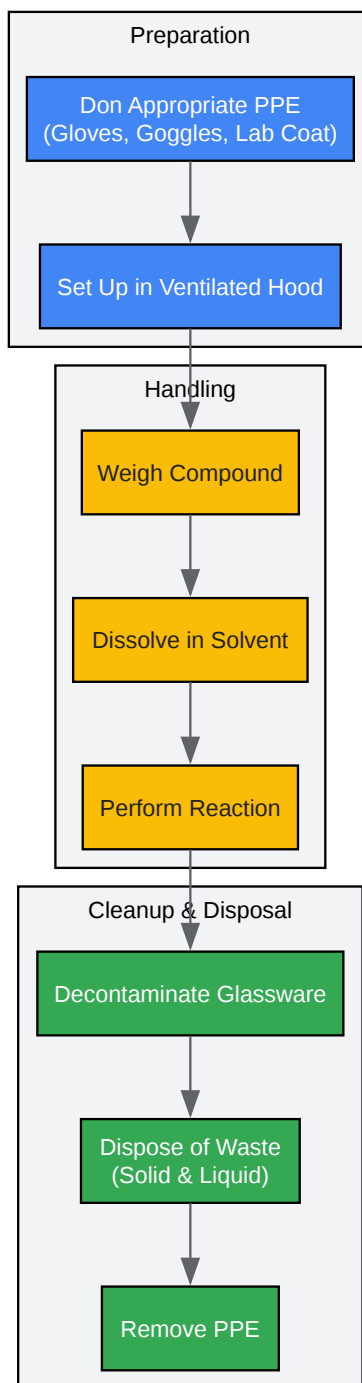 Preparation
Don Appropriate PPE
(Gloves, Goggles, Lab Coat)
Set Up in Ventilated Hood
Handling
Weigh Compound
Dissolve in Solvent
Perform Reaction
Cleanup & Disposal
Decontaminate Glassware
Dispose of Waste
(Solid & Liquid)
Remove PPE